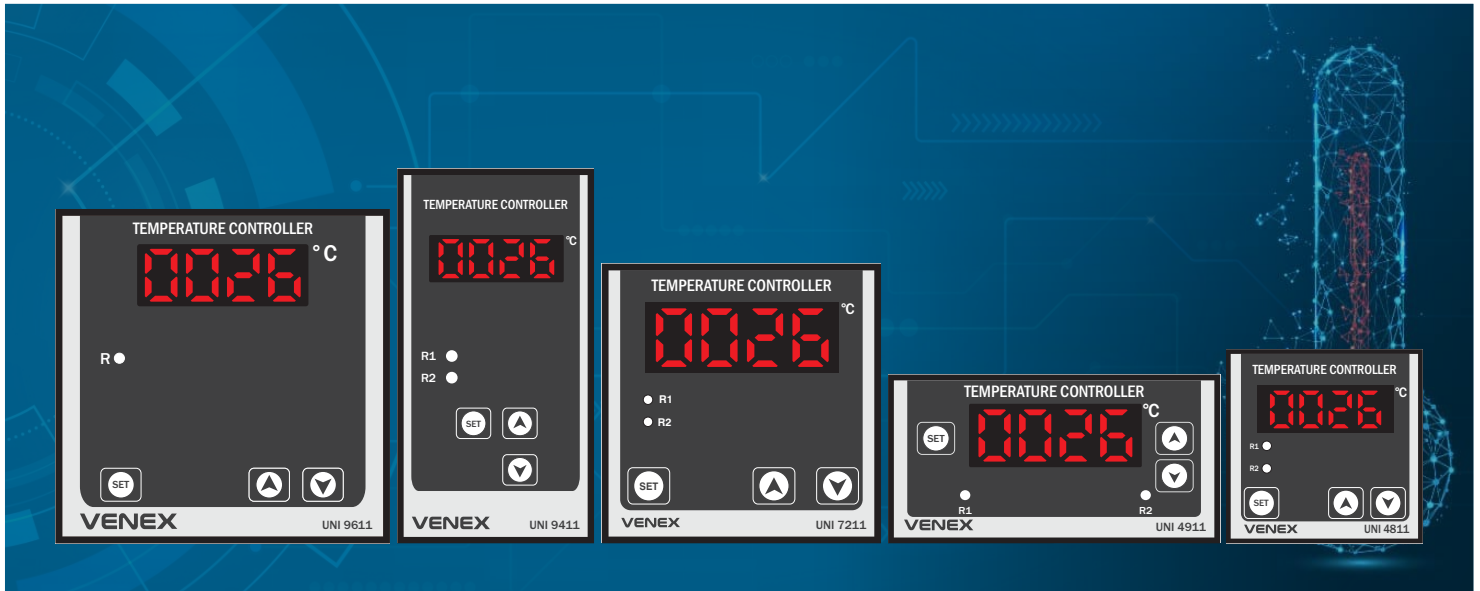 TEMPERATURE CONTROLLER
0026 °C
R
SET
VENEX UNI 9611
TEMPERATURE CONTROLLER
0026 °C
R1
R2
SET
VENEX UNI 9411
TEMPERATURE CONTROLLER
0026 °C
R1
R2
SET
VENEX UNI 7211
TEMPERATURE CONTROLLER
0026 °C
SET
R1 R2
VENEX UNI 4911
TEMPERATURE CONTROLLER
0026 °C
R1
R2
SET
VENEX UNI 4811